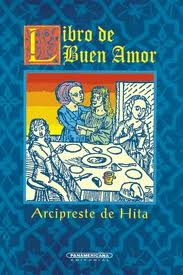 Libro de
Buen Amor
Arcipreste de Hita
PANAMERICANA
EDITORIAL